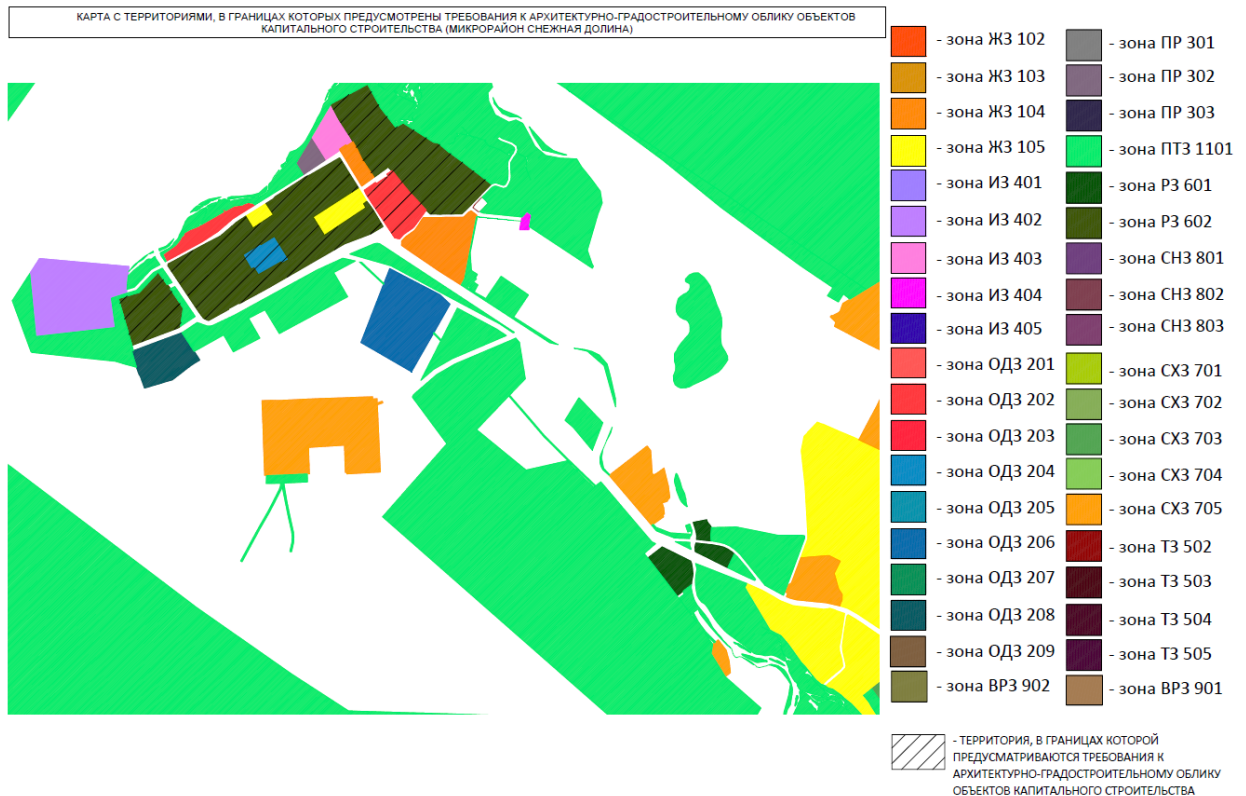 КАРТА С ТЕРРИТОРИЯМИ, В ГРАНИЦАХ КОТОРЫХ ПРЕДУСМОТРЕНЫ ТРЕБОВАНИЯ К АРХИТЕКТУРНО-ГРАДОСТРОИТЕЛЬНОМУ ОБЛИКУ ОБЪЕКТОВ
КАПИТАЛЬНОГО СТРОИТЕЛЬСТВА (МИКРОРАЙОН СНЕЖНАЯ ДОЛИНА)
- зона ЖЗ 102
- зона ЖЗ 103
- зона ЖЗ 104
- зона ЖЗ 105
- зона ИЗ 401
- зона ИЗ 402
- зона ИЗ 403
- зона ИЗ 404
- зона ИЗ 405
- зона ОДЗ 201
- зона ОДЗ 202
- зона ОДЗ 203
- зона ОДЗ 204
- зона ОДЗ 205
- зона ОДЗ 206
- зона ОДЗ 207
- зона ОДЗ 208
- зона ОДЗ 209
- зона ВРЗ 902
- зона ПР 301
- зона ПР 302
- зона ПР 303
- зона ПТЗ 1101
- зона РЗ 601
- зона РЗ 602
- зона СНЗ 801
- зона СНЗ 802
- зона СНЗ 803
- зона СХЗ 701
- зона СХЗ 702
- зона СХЗ 703
- зона СХЗ 704
- зона СХЗ 705
- зона ТЗ 502
- зона ТЗ 503
- зона ТЗ 504
- зона ТЗ 505
- зона ВРЗ 901
- ТЕРРИТОРИЯ, В ГРАНИЦАХ КОТОРОЙ
ПРЕДУСМАТРИВАЮТСЯ ТРЕБОВАНИЯ К
АРХИТЕКТУРНО-ГРАДОСТРОИТЕЛЬНОМУ ОБЛИКУ
ОБЪЕКТОВ КАПИТАЛЬНОГО СТРОИТЕЛЬСТВА